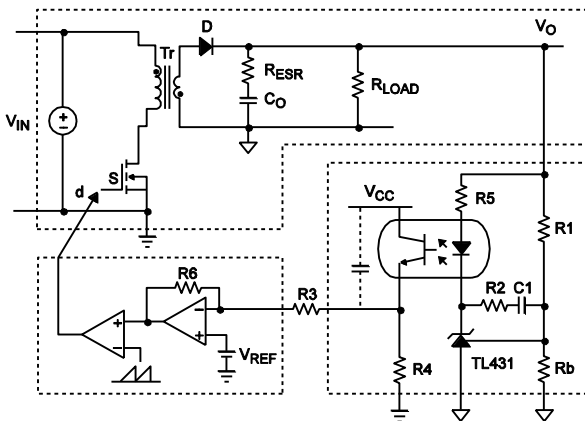 D
V_O
Tr
R_ESR
C_O
R_LOAD
V_IN
+
−
S
d
V_CC
R5
R1
R6
R3
R2
C1
+
−
−
+
V_REF
R4
TL431
Rb